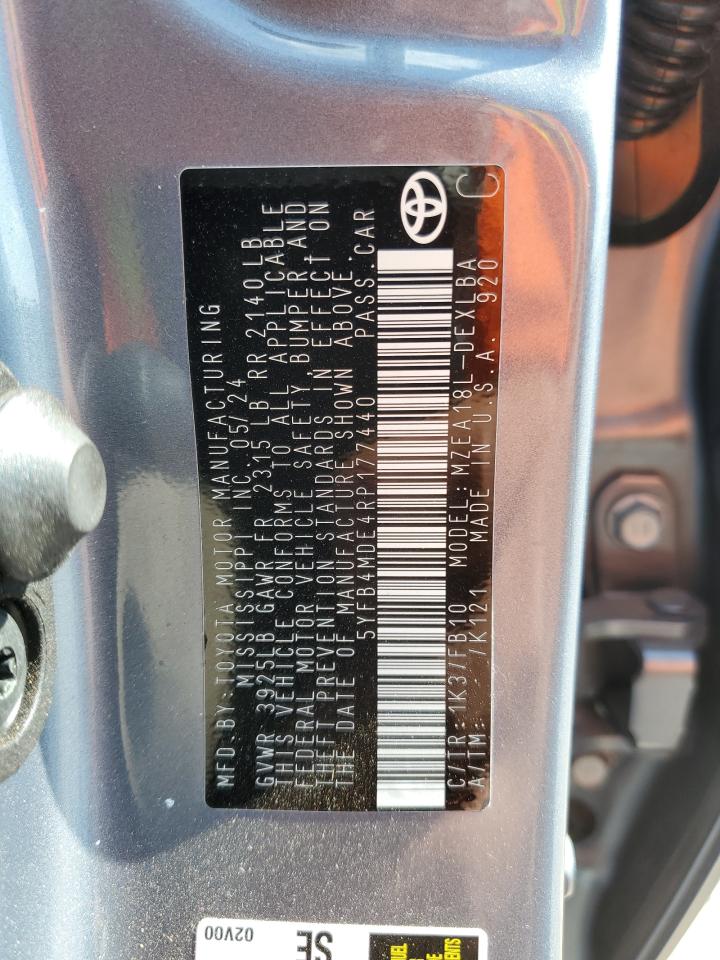 MFD.BY:TOYOTA MOTOR MANUFACTURING
MISSISSIPPI INC. 05/24
GVWR 3925LB GAWR FR 2315 LB RR 2140LB
THIS VEHICLE CONFORMS TO ALL APPLICABLE
FEDERAL MOTOR VEHICLE SAFETY, BUMPER, AND
THEFT PREVENTION STANDARDS IN EFFECT ON
THE DATE OF MANUFACTURE SHOWN ABOVE.
5YFB4MDE4RP177440 PASS.CAR
C/TR:1K3/FB10 MODEL:MZEA18L-DEXLBA
A/TM: /K121 MADE IN U.S.A. 920
C
02V00
SE